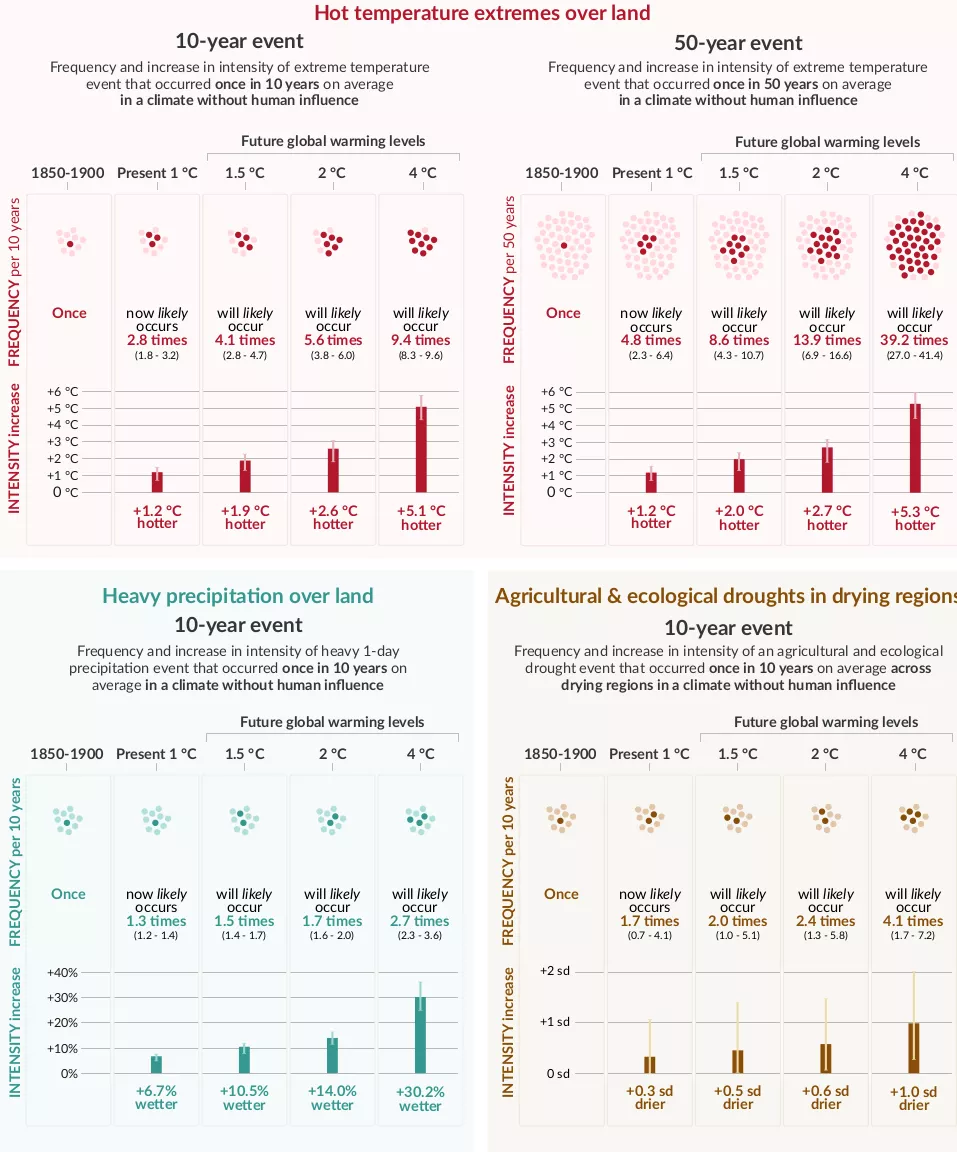 Hot temperature extremes over land
10-year event
Frequency and increase in intensity of extreme temperature
event that occurred once in 10 years on average
in a climate without human influence
Future global warming levels
1850-1900 Present 1 °C 1.5 °C 2 °C 4 °C
FREQUENCY per 10 years
Once
now likely
occurs
2.8 times
(1.8 - 3.2)
will likely
occur
4.1 times
(2.8 - 4.7)
will likely
occur
5.6 times
(3.8 - 6.0)
will likely
occur
9.4 times
(8.3 - 9.6)
INTENSITY increase
+6 °C
+5 °C
+4 °C
+3 °C
+2 °C
+1 °C
0 °C
+1.2 °C
hotter
+1.9 °C
hotter
+2.6 °C
hotter
+5.1 °C
hotter
50-year event
Frequency and increase in intensity of extreme temperature
event that occurred once in 50 years on average
in a climate without human influence
Future global warming levels
1850-1900 Present 1 °C 1.5 °C 2 °C 4 °C
FREQUENCY per 50 years
Once
now likely
occurs
4.8 times
(2.3 - 6.4)
will likely
occur
8.6 times
(4.3 - 10.7)
will likely
occur
13.9 times
(6.9 - 16.6)
will likely
occur
39.2 times
(27.0 - 41.4)
INTENSITY increase
+6 °C
+5 °C
+4 °C
+3 °C
+2 °C
+1 °C
0 °C
+1.2 °C
hotter
+2.0 °C
hotter
+2.7 °C
hotter
+5.3 °C
hotter
Heavy precipitation over land
10-year event
Frequency and increase in intensity of heavy 1-day
precipitation event that occurred once in 10 years on
average in a climate without human influence
Future global warming levels
1850-1900 Present 1 °C 1.5 °C 2 °C 4 °C
FREQUENCY per 10 years
Once
now likely
occurs
1.3 times
(1.2 - 1.4)
will likely
occur
1.5 times
(1.4 - 1.7)
will likely
occur
1.7 times
(1.6 - 2.0)
will likely
occur
2.7 times
(2.3 - 3.6)
INTENSITY increase
+40%
+30%
+20%
+10%
0%
+6.7%
wetter
+10.5%
wetter
+14.0%
wetter
+30.2%
wetter
Agricultural & ecological droughts in drying regions
10-year event
Frequency and increase in intensity of an agricultural and ecological
drought event that occurred once in 10 years on average across
drying regions in a climate without human influence
Future global warming levels
1850-1900 Present 1 °C 1.5 °C 2 °C 4 °C
FREQUENCY per 10 years
Once
now likely
occurs
1.7 times
(0.7 - 4.1)
will likely
occur
2.0 times
(1.0 - 5.1)
will likely
occur
2.4 times
(1.3 - 5.8)
will likely
occur
4.1 times
(1.7 - 7.2)
INTENSITY increase
+2 sd
+1 sd
0 sd
+0.3 sd
drier
+0.5 sd
drier
+0.6 sd
drier
+1.0 sd
drier